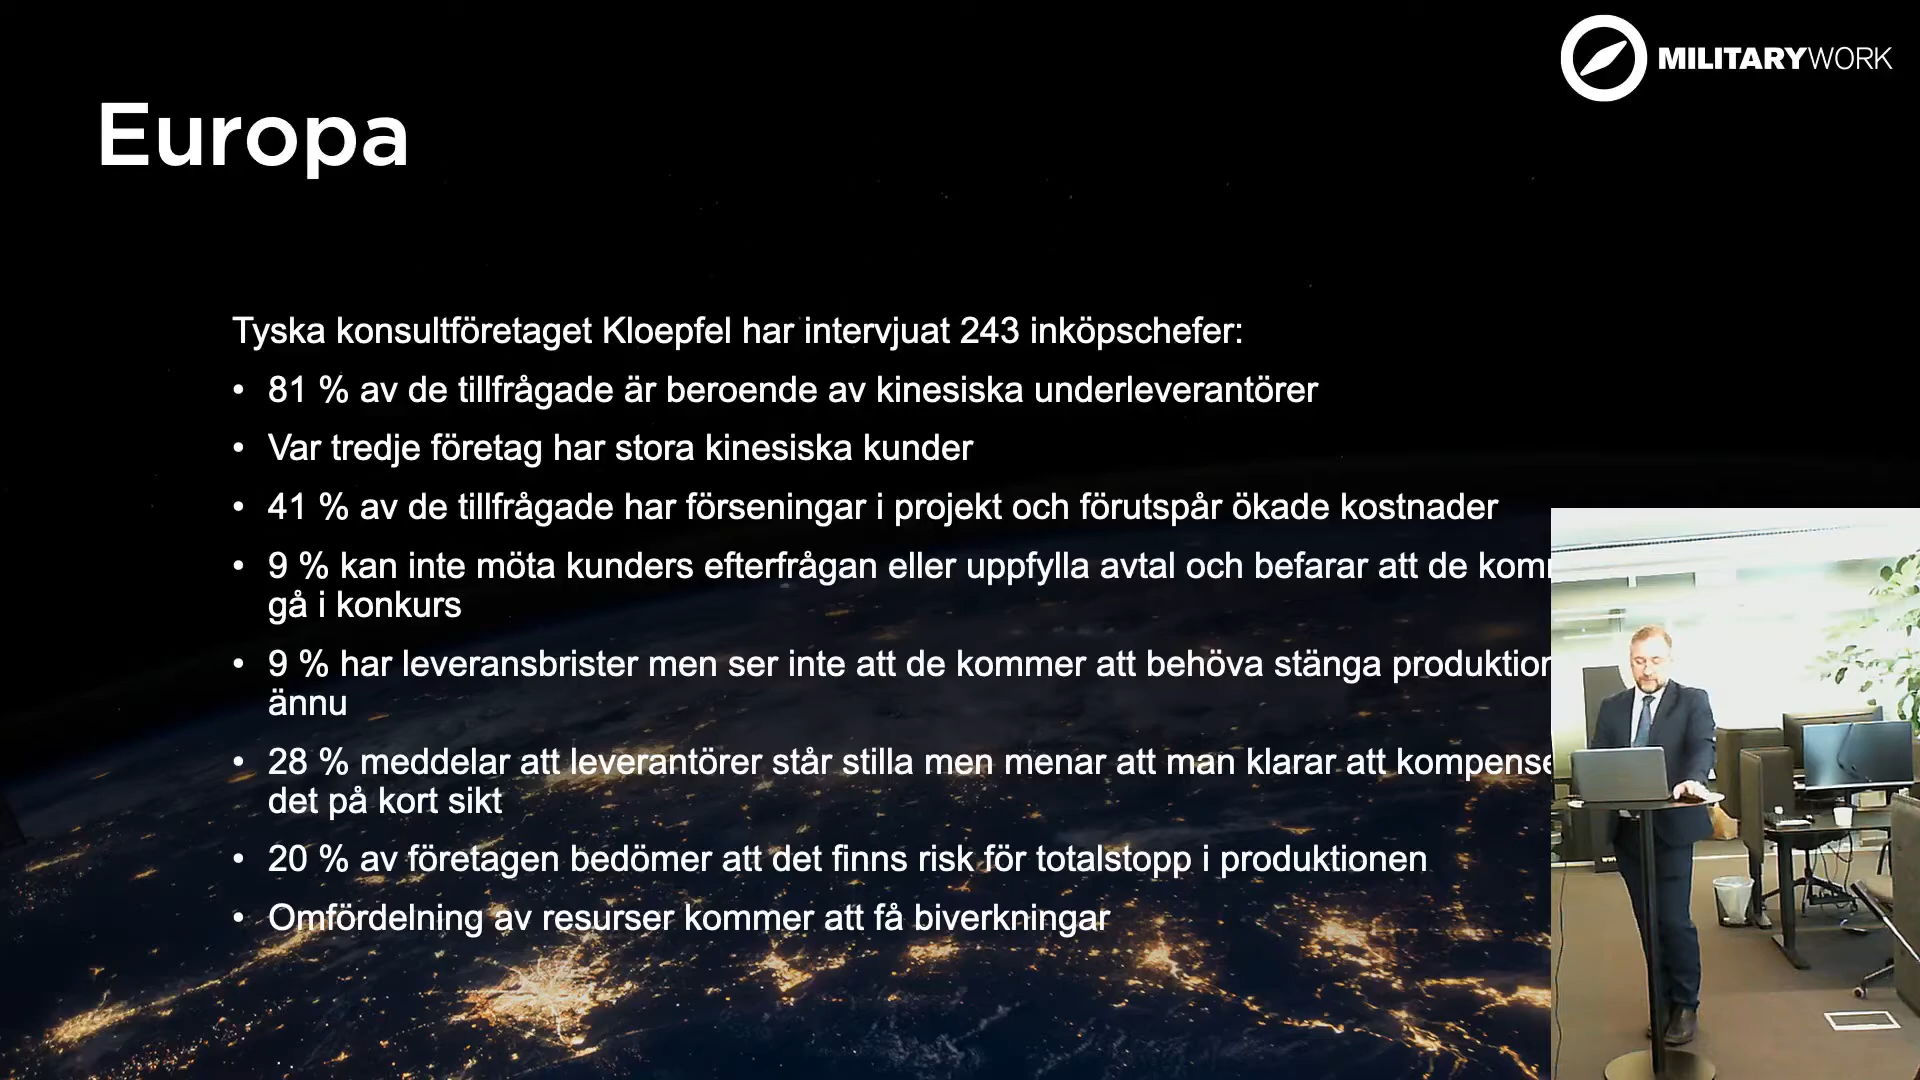 MILITARYWORK
Europa
Tyska konsultföretaget Kloepfel har intervjuat 243 inköpschefer:
• 81 % av de tillfrågade är beroende av kinesiska underleverantörer
• Var tredje företag har stora kinesiska kunder
• 41 % av de tillfrågade har förseningar i projekt och förutspår ökade kostnader
• 9 % kan inte möta kunders efterfrågan eller uppfylla avtal och befarar att de
gå i konkurs
• 9 % har leveransbrister men ser inte att de kommer att behöva stänga
ännu
• 28 % meddelar att leverantörer står stilla men menar att man klarar att
det på kort sikt
• 20 % av företagen bedömer att det finns risk för totalstopp i produktionen
• Omfördelning av resurser kommer att få biverkningar